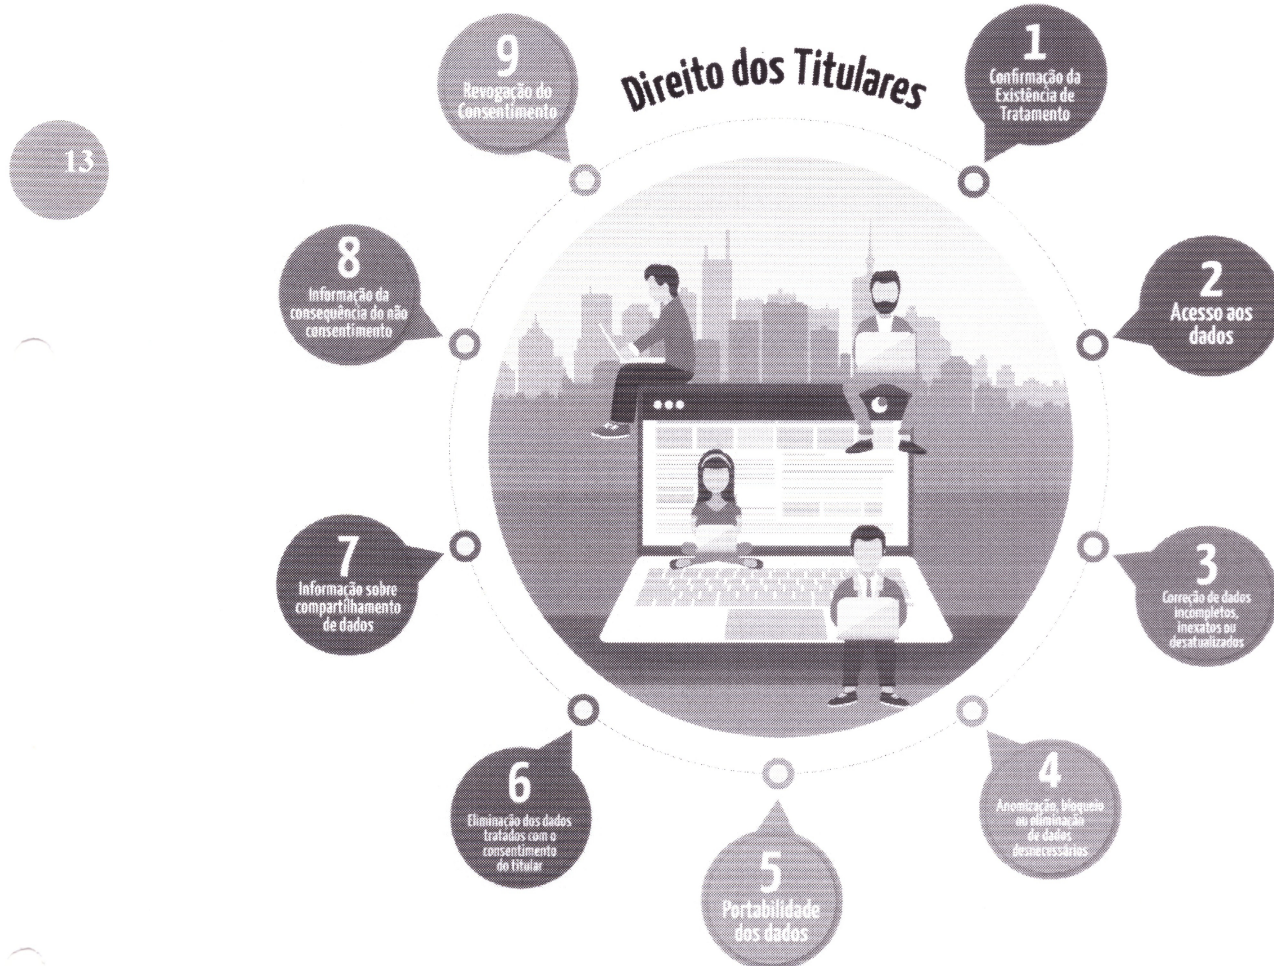 Direito dos Titulares
1
Confirmação da
Existência de
Tratamento
2
Acesso aos
dados
3
Correção de dados
incompletos,
inexatos ou
desatualizados
4
Anomização, bloqueio
ou eliminação
de dados
desnecessários
5
Portabilidade
dos dados
6
Eliminação dos dados
tratados com o
consentimento
do titular
7
Informação sobre
compartilhamento
de dados
8
Informação da
consequência do não
consentimento
9
Revogação do
Consentimento
13